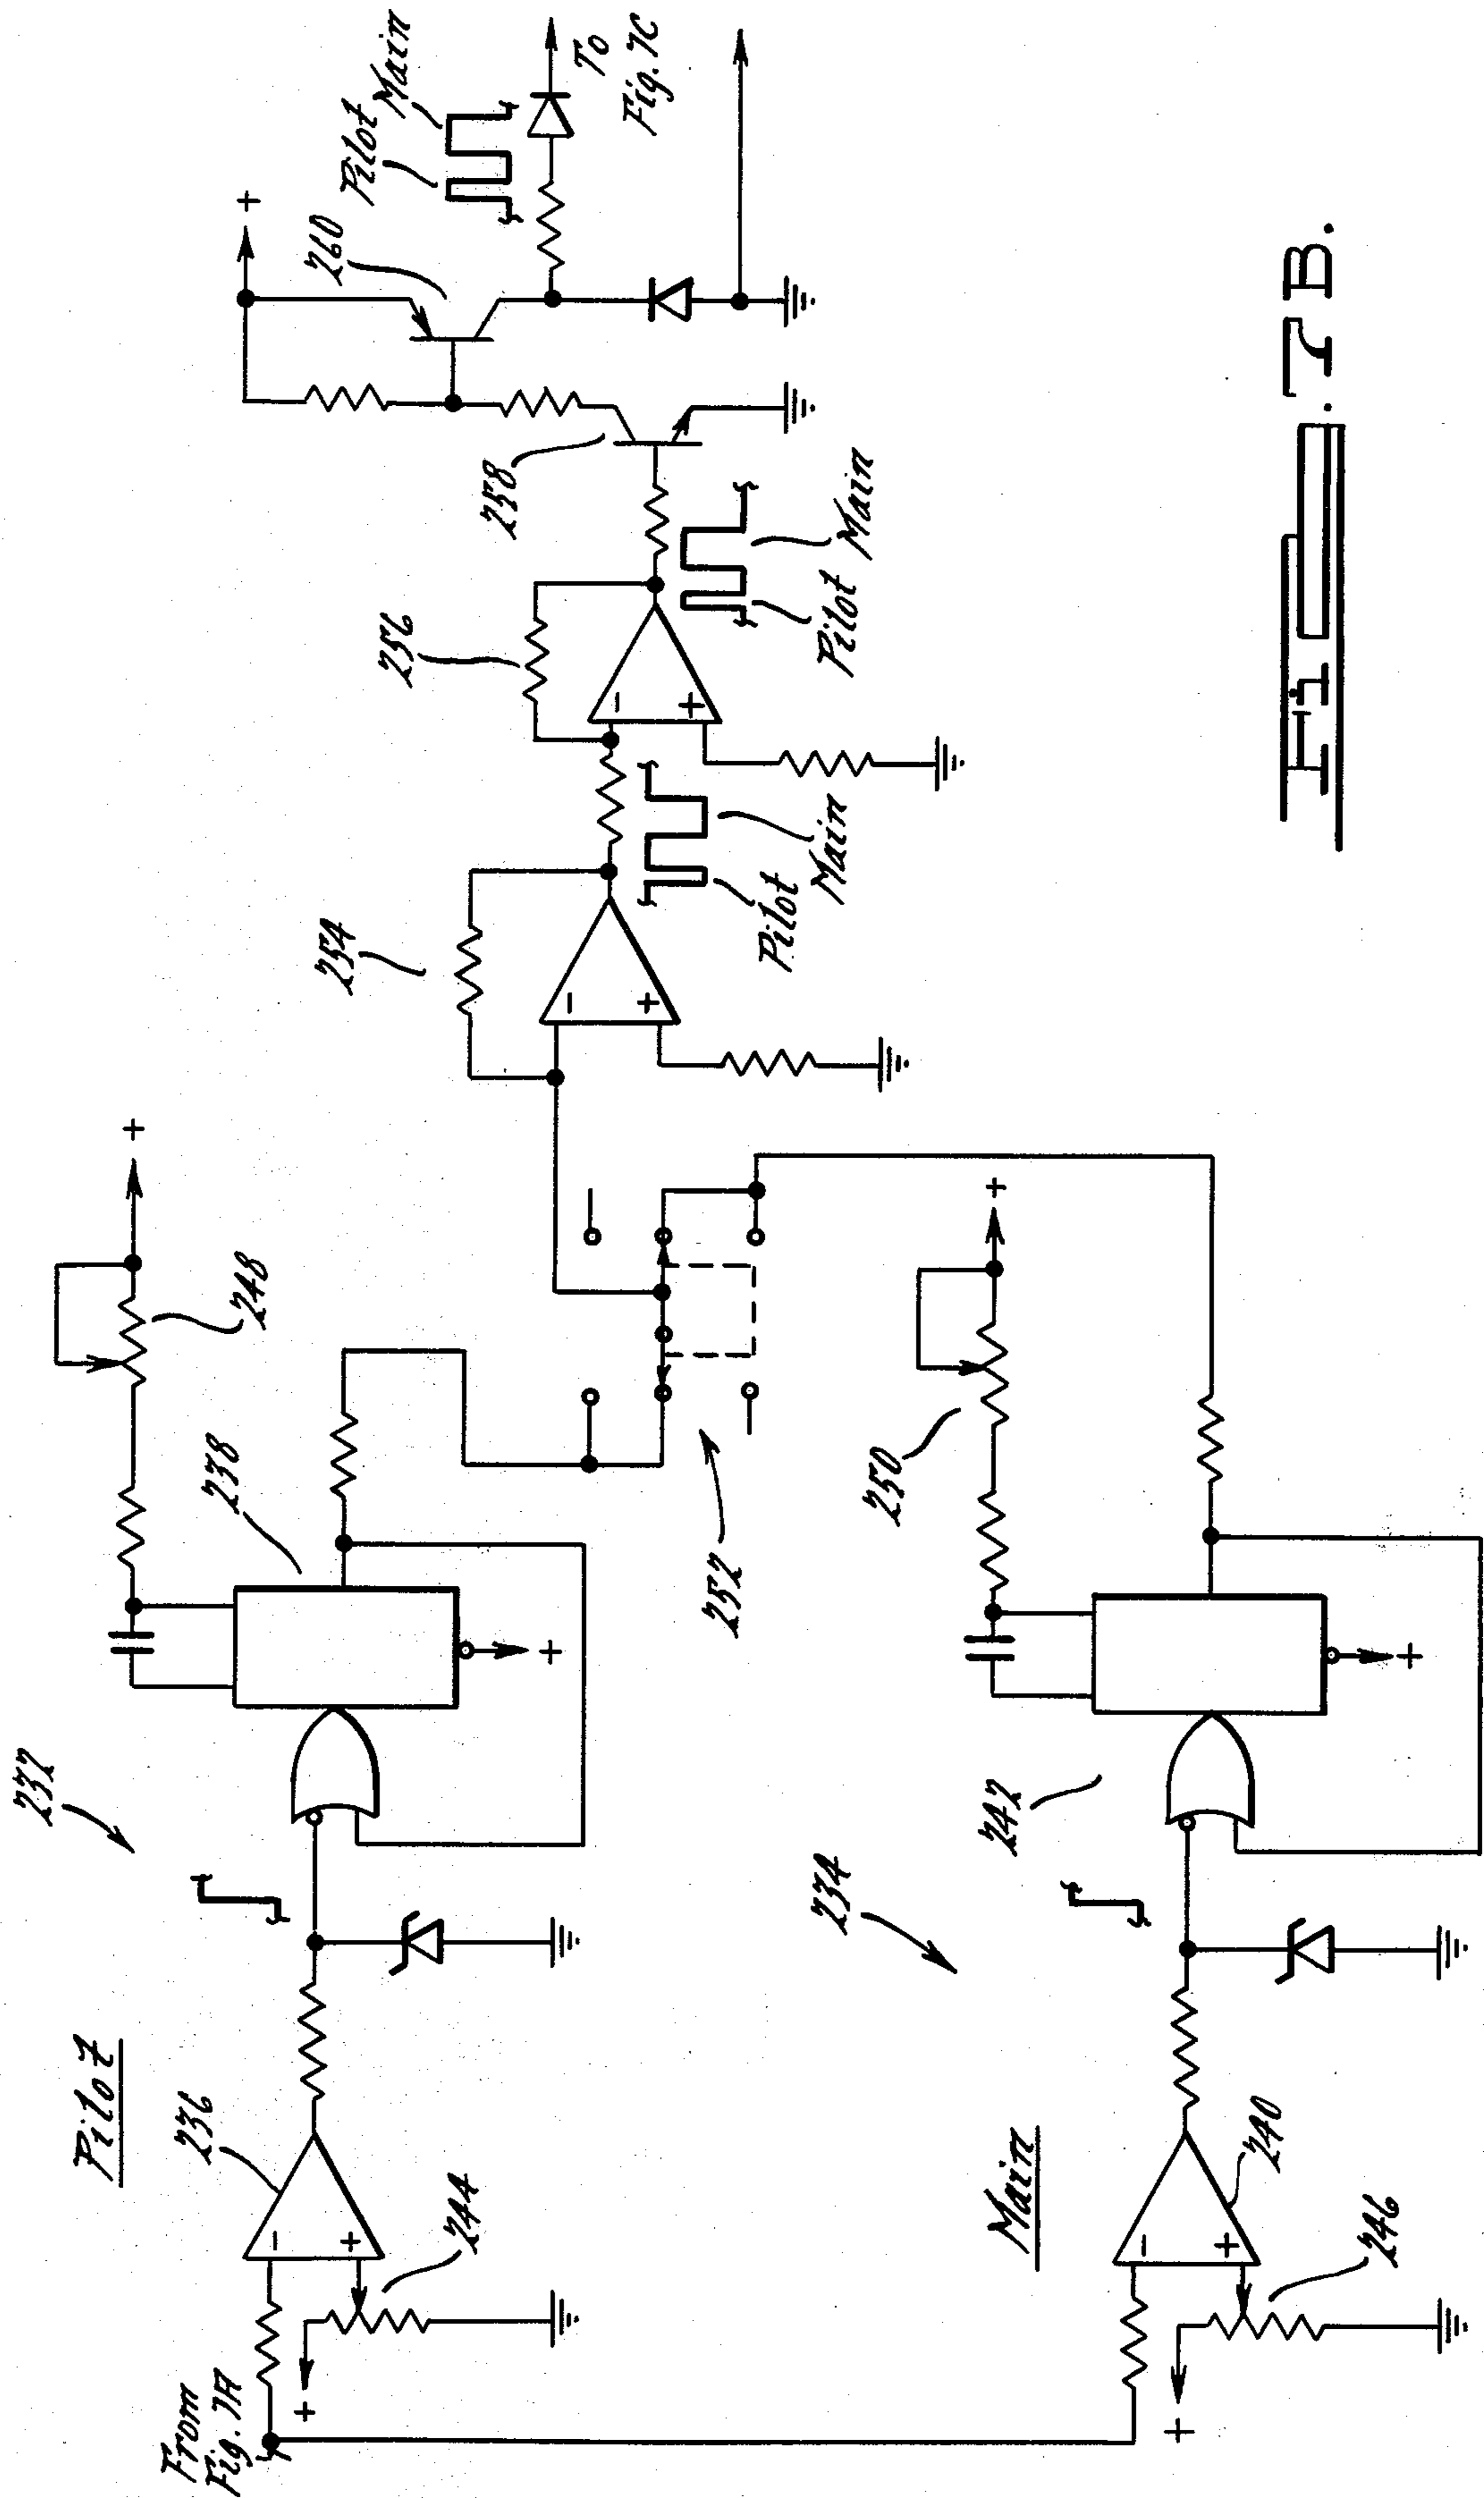 Pilot
From
Fig. 7A
236
244
232
238
248
+
+
+
-
+
Main
240
246
234
242
250
+
+
+
-
+
252
254
-
+
Pilot
Main
256
-
+
Pilot
Main
258
260
+
Pilot
Main
To
Fig. 7C
Fig. 7B.